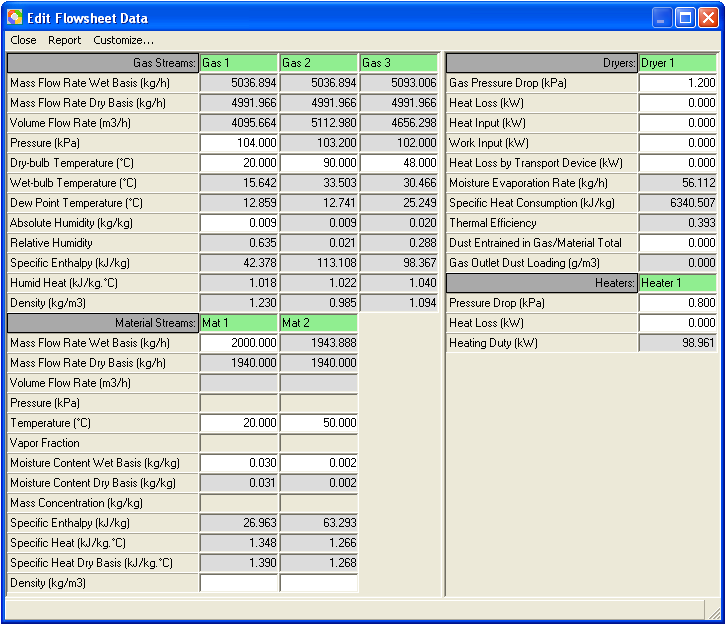 Edit Flowsheet Data
Close Report Customize...
Gas Streams: Gas 1 Gas 2 Gas 3
Mass Flow Rate Wet Basis (kg/h) 5036.894 5036.894 5093.006
Mass Flow Rate Dry Basis (kg/h) 4991.966 4991.966 4991.966
Volume Flow Rate (m3/h) 4095.664 5112.980 4656.298
Pressure (kPa) 104.000 103.200 102.000
Dry-bulb Temperature (°C) 20.000 90.000 48.000
Wet-bulb Temperature (°C) 15.642 33.503 30.466
Dew Point Temperature (°C) 12.859 12.741 25.249
Absolute Humidity (kg/kg) 0.009 0.009 0.020
Relative Humidity 0.635 0.021 0.288
Specific Enthalpy (kJ/kg) 42.378 113.108 98.367
Humid Heat (kJ/kg.°C) 1.018 1.022 1.040
Density (kg/m3) 1.230 0.985 1.094
Material Streams: Mat 1 Mat 2
Mass Flow Rate Wet Basis (kg/h) 2000.000 1943.888
Mass Flow Rate Dry Basis (kg/h) 1940.000 1940.000
Volume Flow Rate (m3/h)
Pressure (kPa)
Temperature (°C) 20.000 50.000
Vapor Fraction
Moisture Content Wet Basis (kg/kg) 0.030 0.002
Moisture Content Dry Basis (kg/kg) 0.031 0.002
Mass Concentration (kg/kg)
Specific Enthalpy (kJ/kg) 26.963 63.293
Specific Heat (kJ/kg.°C) 1.348 1.266
Specific Heat Dry Basis (kJ/kg.°C) 1.390 1.268
Density (kg/m3)
Dryers: Dryer 1
Gas Pressure Drop (kPa) 1.200
Heat Loss (kW) 0.000
Heat Input (kW) 0.000
Work Input (kW) 0.000
Heat Loss by Transport Device (kW) 0.000
Moisture Evaporation Rate (kg/h) 56.112
Specific Heat Consumption (kJ/kg) 6340.507
Thermal Efficiency 0.393
Dust Entrained in Gas/Material Total 0.000
Gas Outlet Dust Loading (g/m3) 0.000
Heaters: Heater 1
Pressure Drop (kPa) 0.800
Heat Loss (kW) 0.000
Heating Duty (kW) 98.961